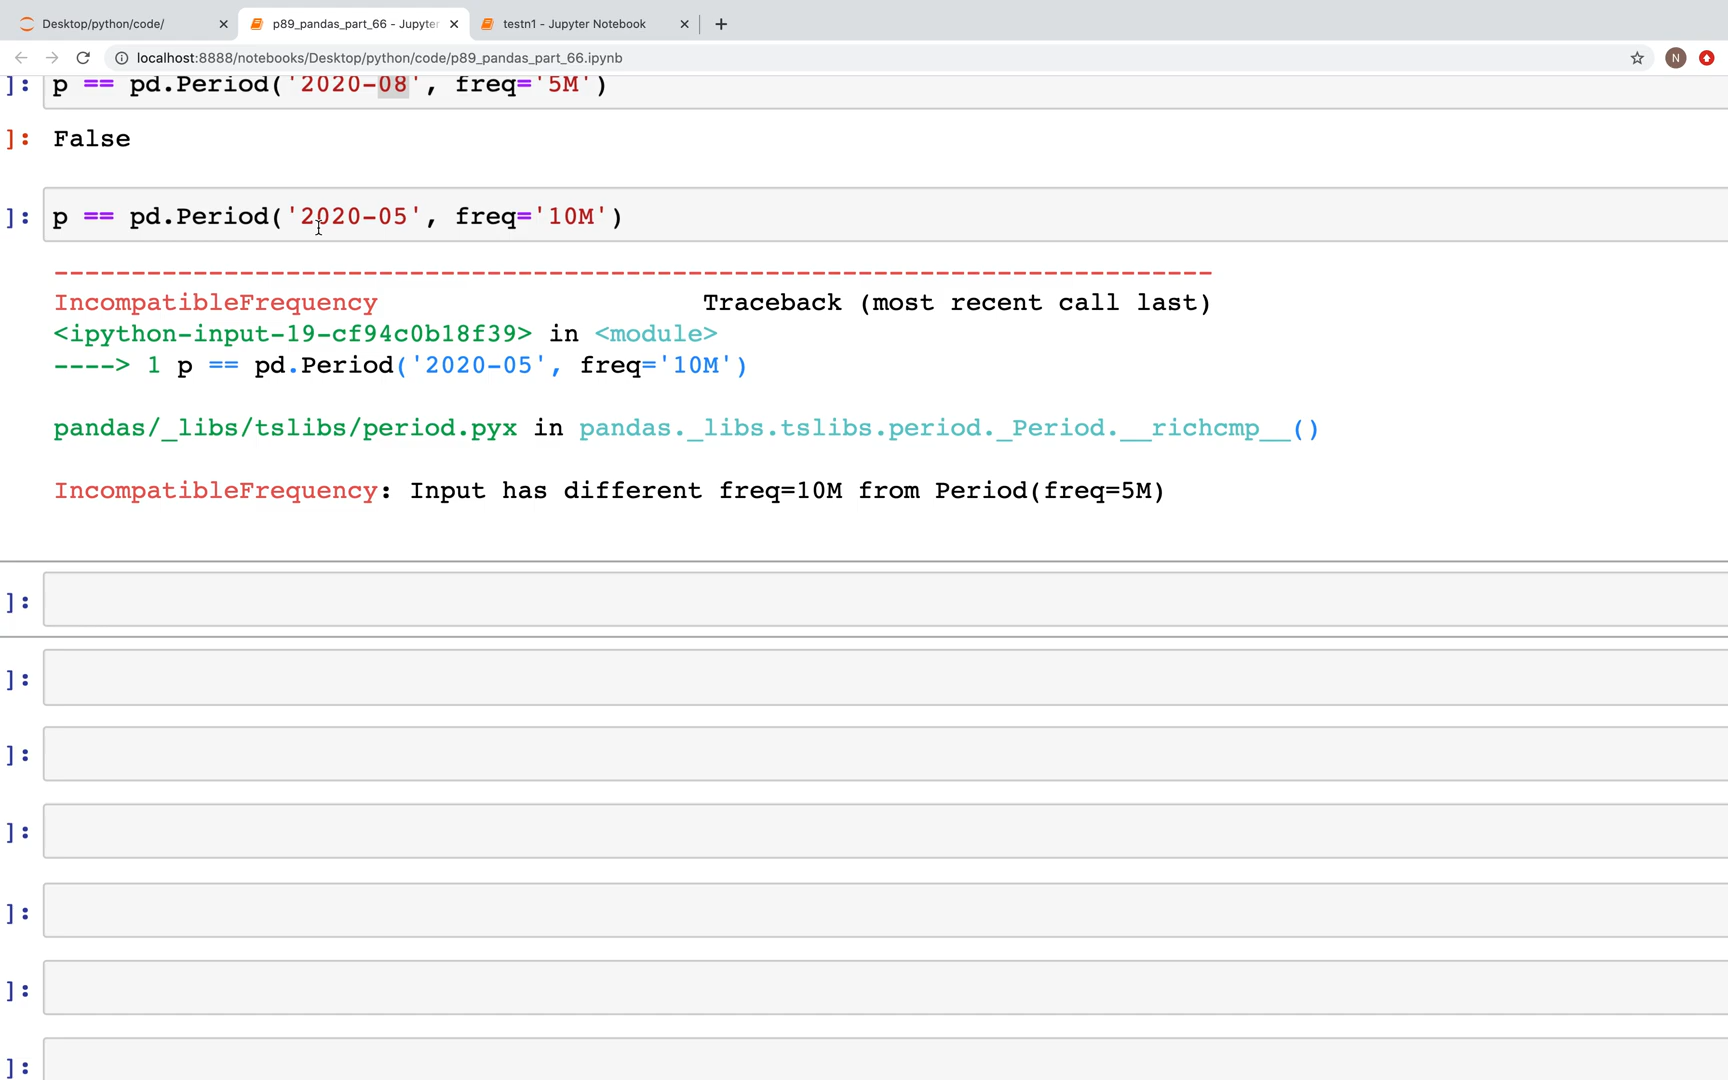 Desktop/python/code/
p89_pandas_part_66 - Jupyter
testn1 - Jupyter Notebook
localhost:8888/notebooks/Desktop/python/code/p89_pandas_part_66.ipynb
N
]: p == pd.Period('2020-08', freq='5M')
]: False
]: p == pd.Period('2020-05', freq='10M')
---------------------------------------------------------------------------
IncompatibleFrequency                     Traceback (most recent call last)
<ipython-input-19-cf94c0b18f39> in <module>
----> 1 p == pd.Period('2020-05', freq='10M')
pandas/_libs/tslibs/period.pyx in pandas._libs.tslibs.period._Period.__richcmp__()
IncompatibleFrequency: Input has different freq=10M from Period(freq=5M)
]:
]:
]:
]:
]:
]:
]: